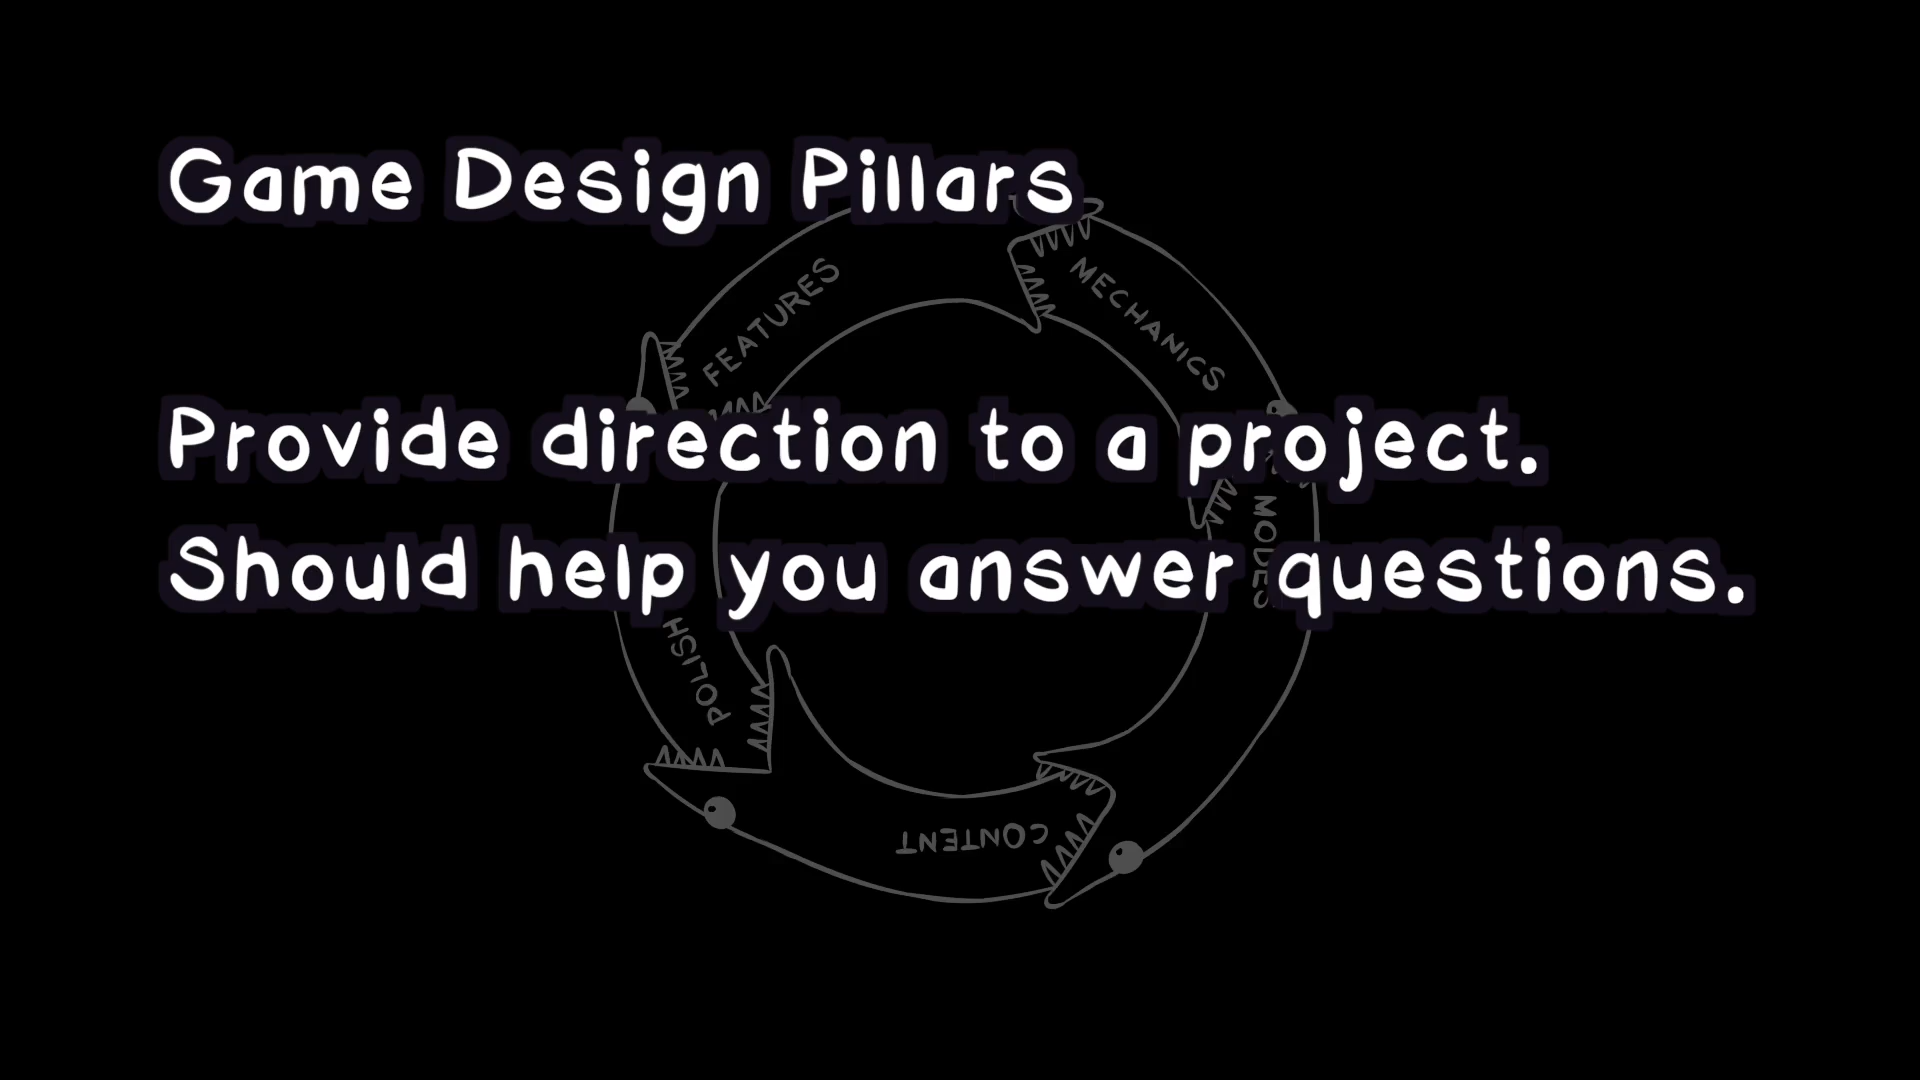 Game Design Pillars
FEATURES
MECHANICS
Provide direction to a project.
MODES
Should help you answer questions.
POLISH
CONTENT